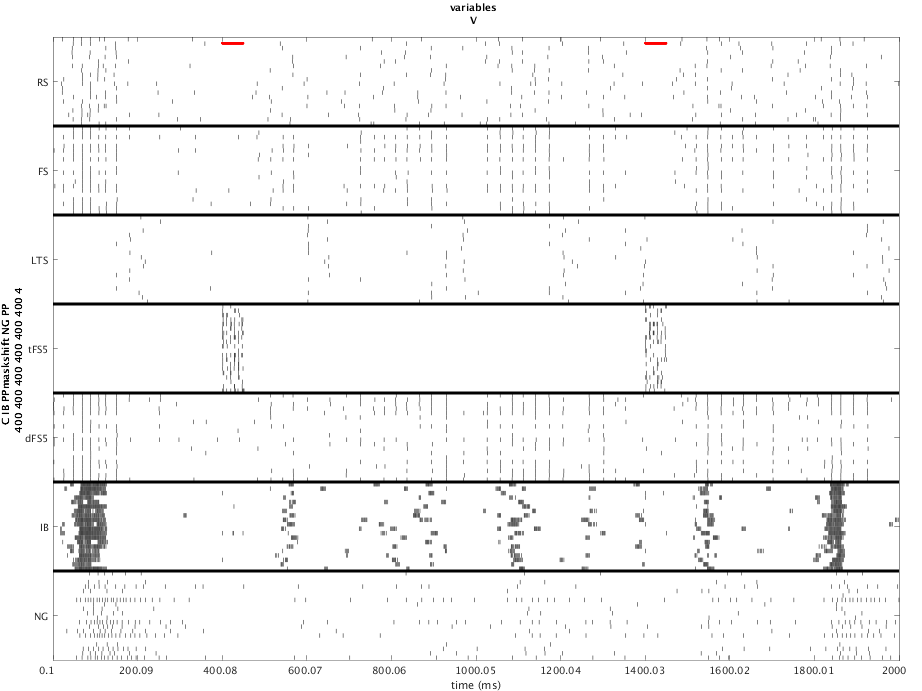 variables
V
C IB PPmaskshift NG PP
400 400 400 400 400 400 4
RS
FS
LTS
tFS5
dFS5
IB
NG
0.1 200.09 400.08 600.07 800.06 1000.05 1200.04 1400.03 1600.02 1800.01 2000
time (ms)